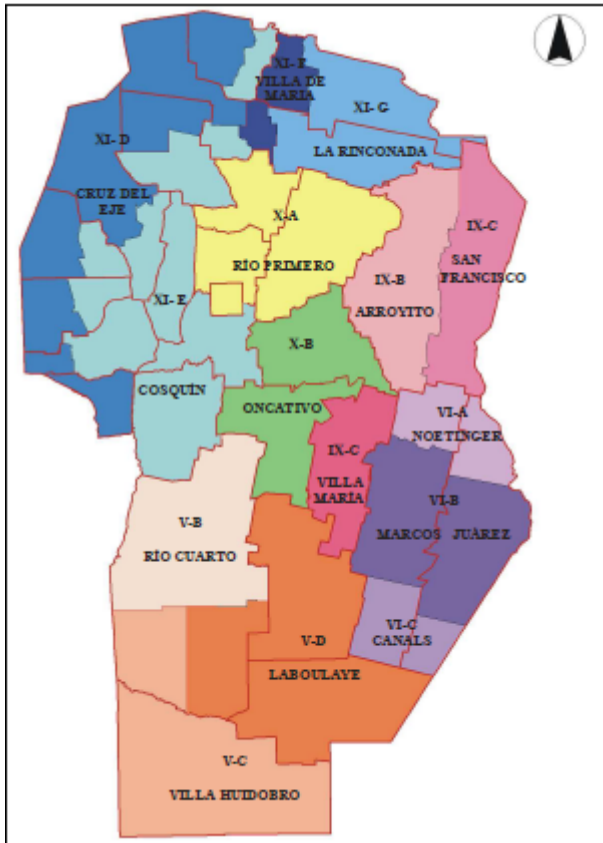 XI- F
VILLA DE
MARIA
XI- G
XI- D
LA RINCONADA
CRUZ DEL
EJE
X-A
IX-C
RÍO PRIMERO
SAN
FRANCISCO
IX-B
ARROYITO
XI- E
X-B
COSQUÍN
ONCATIVO
VI-A
NOETINGER
IX-C
VILLA
MARÍA
VI-B
MARCOS JUÀREZ
V-B
RÍO CUARTO
VI-C
CANALS
V-D
LABOULAYE
V-C
VILLA HUIDOBRO